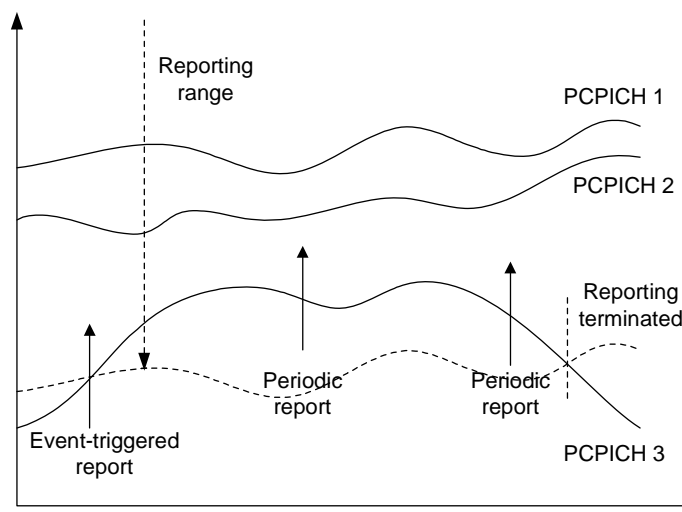 Reporting
range
PCPICH 1
PCPICH 2
Reporting
terminated
Periodic
report
Periodic
report
Event-triggered
report
PCPICH 3